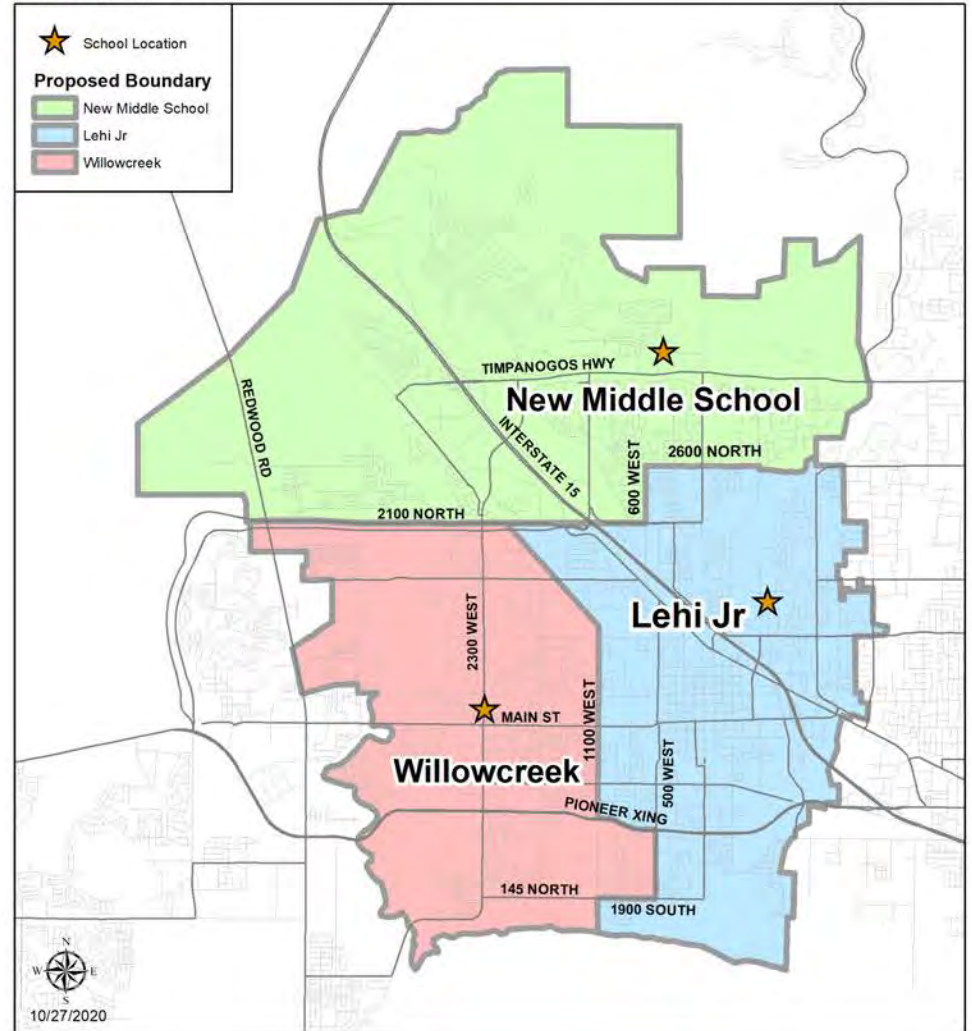 School Location
Proposed Boundary
New Middle School
Lehi Jr
Willowcreek
TIMPANOGOS HWY
New Middle School
REDWOOD RD
INTERSTATE 15
600 WEST
2600 NORTH
2100 NORTH
2300 WEST
Lehi Jr
MAIN ST
1100 WEST
500 WEST
Willowcreek
PIONEER XING
145 NORTH
1900 SOUTH
N
W
E
S
10/27/2020